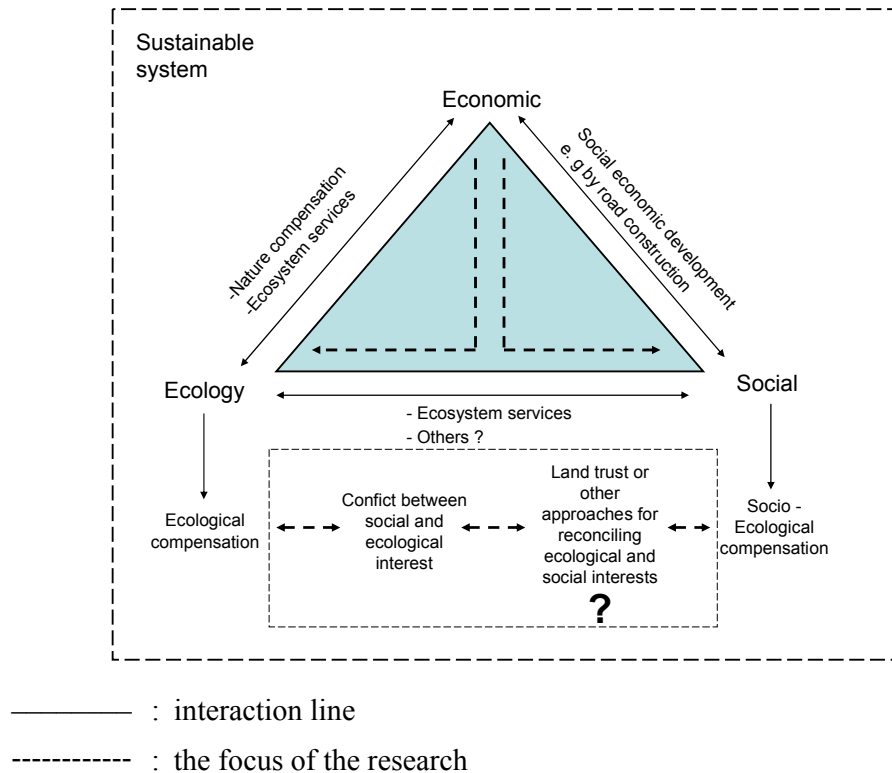 Sustainable
system
Economic
-Nature compensation
-Ecosystem services
Social economic development
e. g by road construction
Ecology
Social
- Ecosystem services
- Others ?
Ecological
compensation
Confict between
social and
ecological
interest
Land trust or
other
approaches for
reconciling
ecological and
social interests
?
Socio -
Ecological
compensation
: interaction line
: the focus of the research